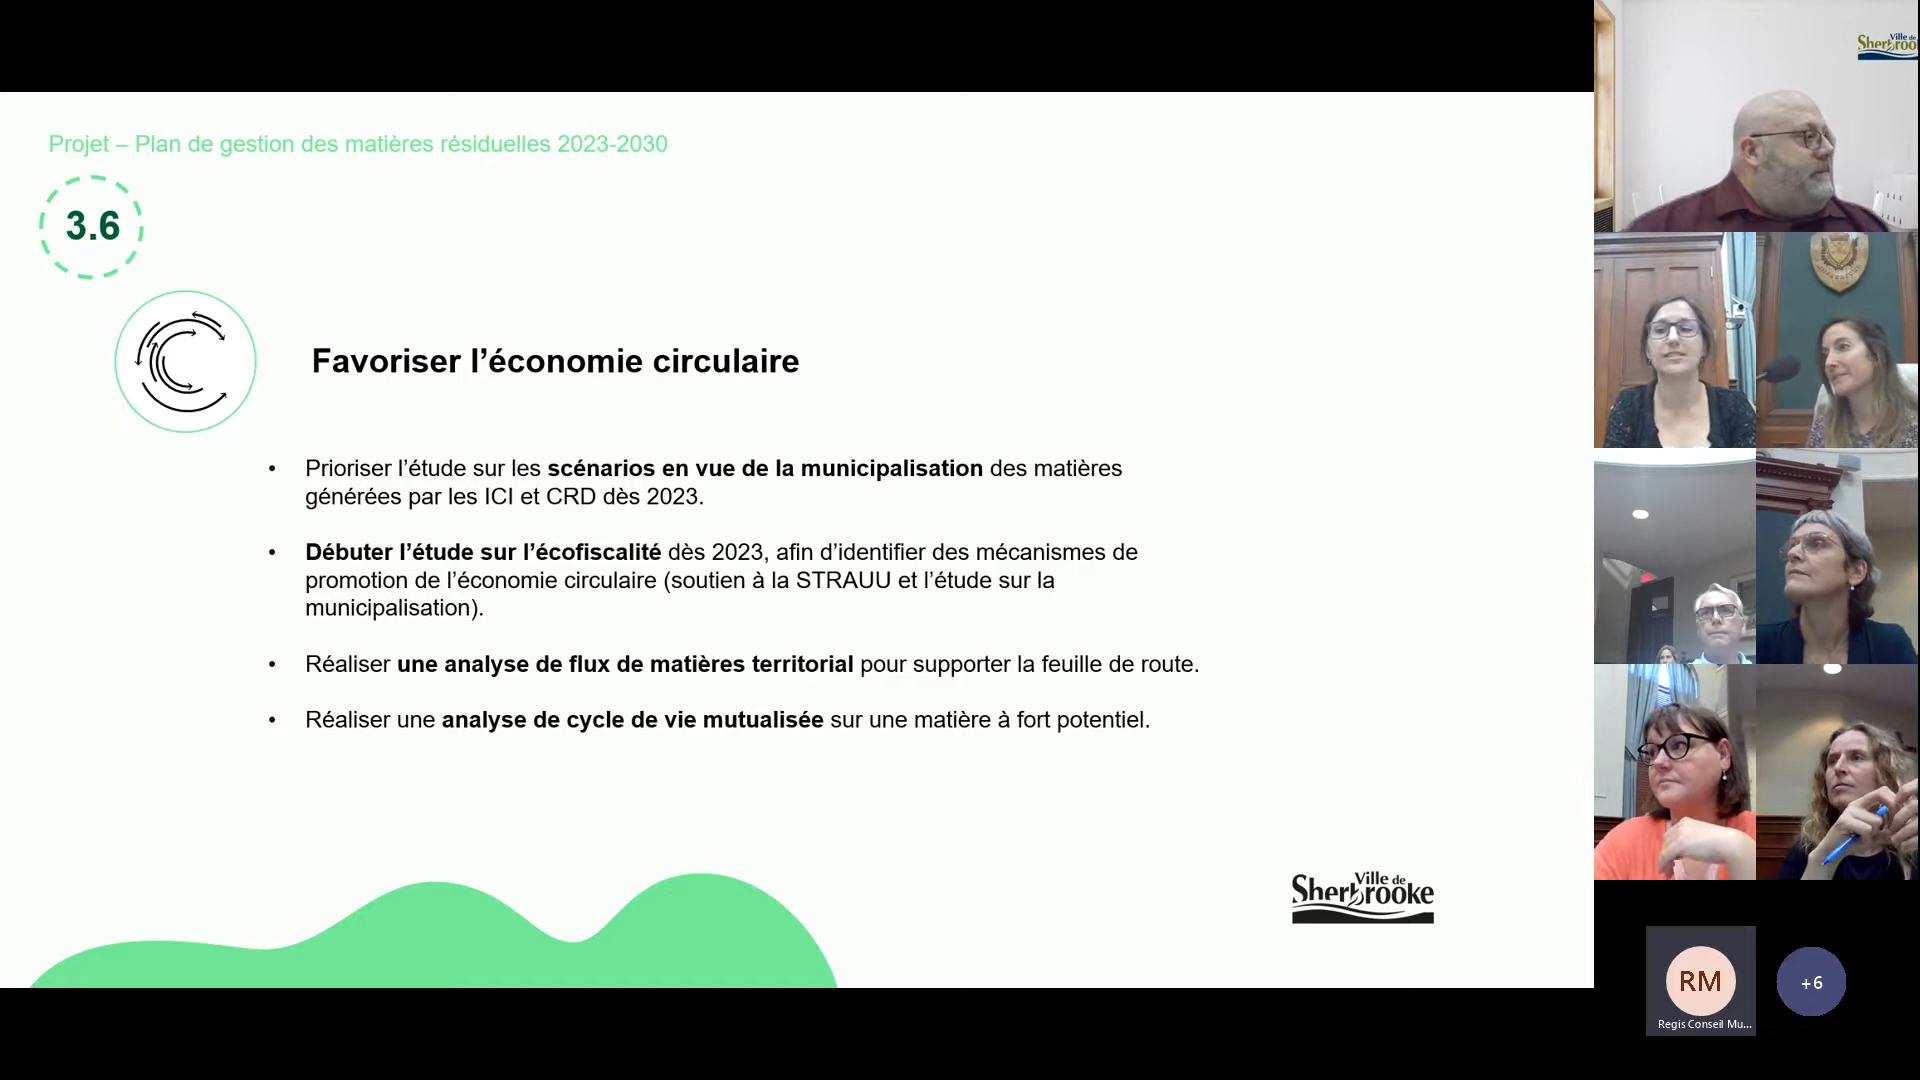 Projet – Plan de gestion des matières résiduelles 2023-2030
3.6
Favoriser l’économie circulaire
• Prioriser l’étude sur les scénarios en vue de la municipalisation des matières
générées par les ICI et CRD dès 2023.
• Débuter l’étude sur l’écofiscalité dès 2023, afin d’identifier des mécanismes de
promotion de l’économie circulaire (soutien à la STRAUU et l’étude sur la
municipalisation).
• Réaliser une analyse de flux de matières territorial pour supporter la feuille de route.
• Réaliser une analyse de cycle de vie mutualisée sur une matière à fort potentiel.
Ville de
Sherbrooke
Ville de
Sherbroo
RM
Regis Conseil Mu...
+6